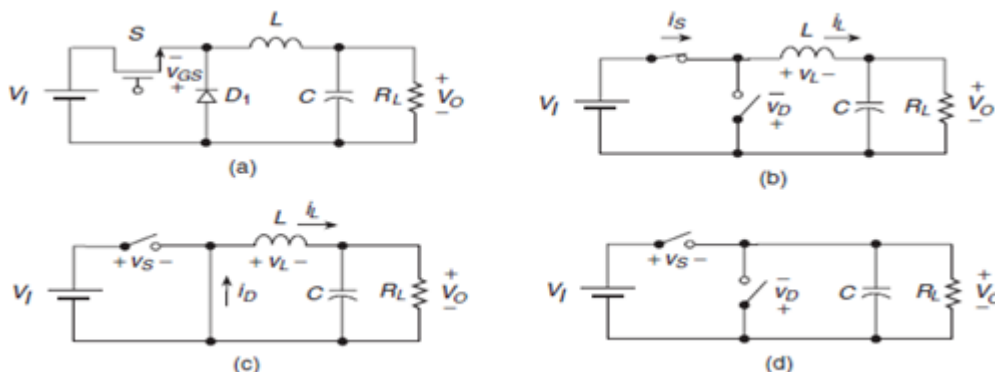 S
L
V_I
− v_GS +
D_1
C
R_L
+ V_O −
(a)
i_S
L
i_L
+ v_L −
V_I
− v_D +
C
R_L
+ V_O −
(b)
L
i_L
+ v_S −
+ v_L −
V_I
i_D
C
R_L
+ V_O −
(c)
+ v_S −
V_I
− v_D +
C
R_L
+ V_O −
(d)